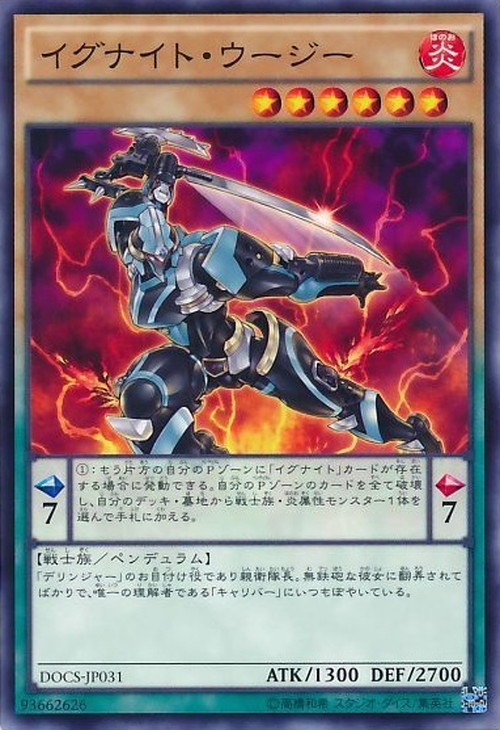 イグナイト・ウージー
ほのお
炎
①:もう片方の自分のPゾーンに「イグナイト」カードが存在
する場合に発動できる。自分のPゾーンのカードを全て破壊
し、自分のデッキ・墓地から戦士族・炎属性モンスター1体を
選んで手札に加える。
7
7
【戦士族/ペンデュラム】
「デリンジャー」のお目付け役であり親衛隊長。無鉄砲な彼女に翻弄されて
ばかりで、唯一の理解者である「キャリバー」にいつもぼやいている。
DOCS-JP031
ATK/1300 DEF/2700
93662626
©高橋和希 スタジオ・ダイス/集英社